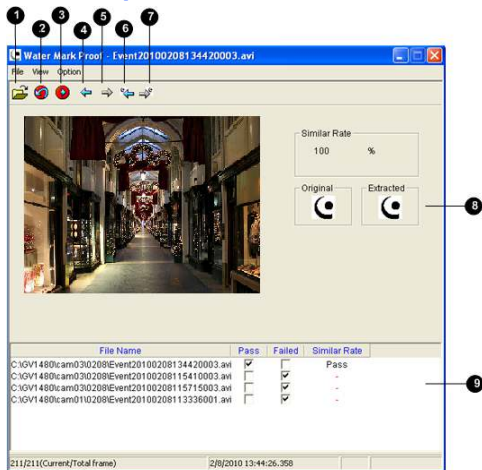 1 2 3 4 5 6 7
Water Mark Proof - Event20100208134420003.avi
File View Option
Similar Rate
100 %
Original Extracted
8
File Name Pass Failed Similar Rate
C:\GV1480\cam03\0208\Event20100208134420003.avi Pass
C:\GV1480\cam03\0208\Event20100208115410003.avi -
C:\GV1480\cam03\0208\Event20100208115715003.avi -
C:\GV1480\cam01\0208\Event20100208113336001.avi -
9
211/211(Current/Total frame) 2/8/2010 13:44:26.358